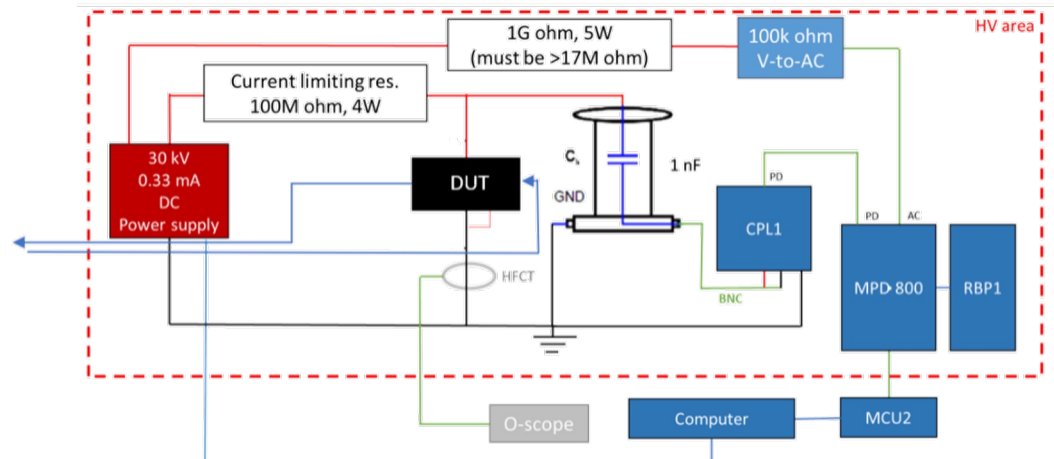 HV area
1G ohm, 5W
(must be >17M ohm)
100k ohm
V-to-AC
Current limiting res.
100M ohm, 4W
30 kV
0.33 mA
DC
Power supply
DUT
1 nF
GND
PD
PD
AC
CPL1
HFCT
BNC
MPD 800
RBP1
O-scope
Computer
MCU2